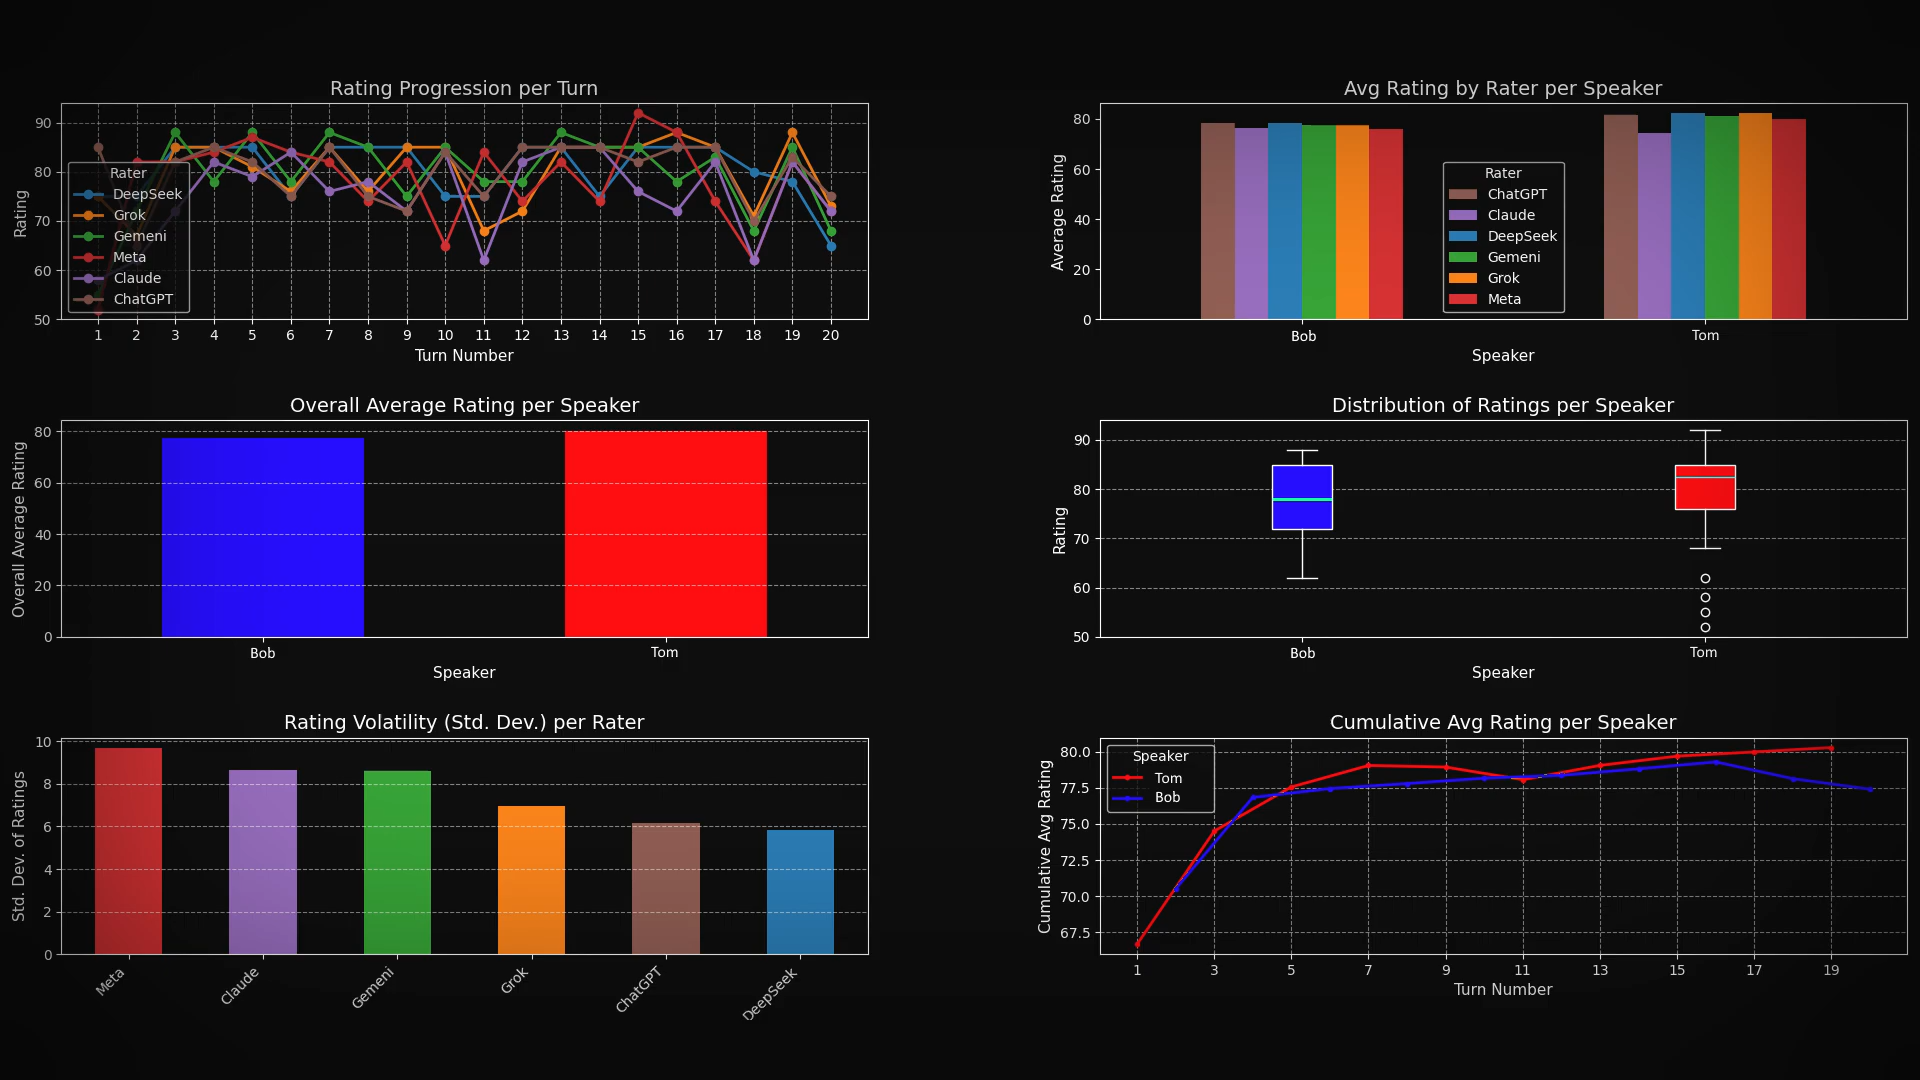 Rating Progression per Turn
Rating
90
80
70
60
50
Rater
DeepSeek
Grok
Gemeni
Meta
Claude
ChatGPT
1 2 3 4 5 6 7 8 9 10 11 12 13 14 15 16 17 18 19 20
Turn Number
Avg Rating by Rater per Speaker
Average Rating
80
60
40
20
0
Rater
ChatGPT
Claude
DeepSeek
Gemeni
Grok
Meta
Bob Tom
Speaker
Overall Average Rating per Speaker
Overall Average Rating
80
60
40
20
0
Bob Tom
Speaker
Distribution of Ratings per Speaker
Rating
90
80
70
60
50
Bob Tom
Speaker
Rating Volatility (Std. Dev.) per Rater
Std. Dev. of Ratings
10
8
6
4
2
0
Meta Claude Gemeni Grok ChatGPT DeepSeek
Cumulative Avg Rating per Speaker
Cumulative Avg Rating
80.0
77.5
75.0
72.5
70.0
67.5
Speaker
Tom
Bob
1 3 5 7 9 11 13 15 17 19
Turn Number